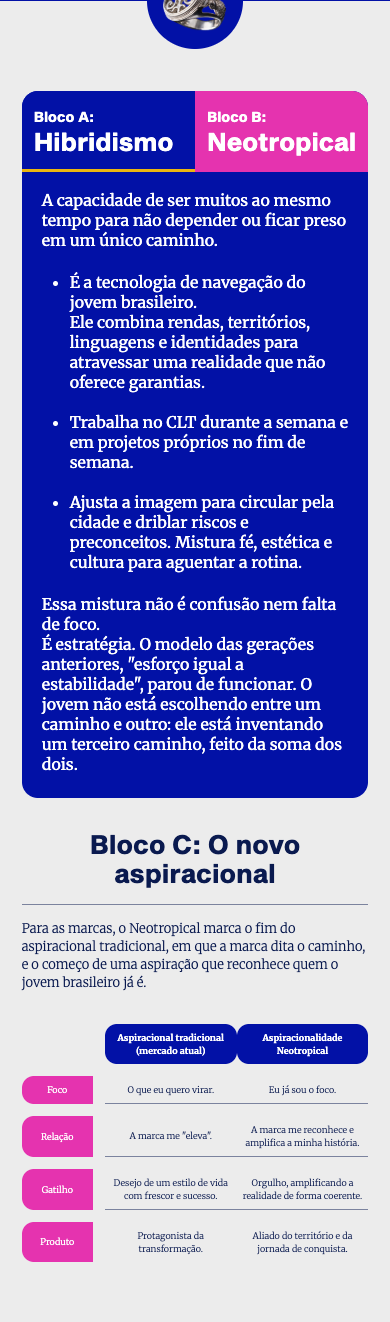 Bloco A:
Hibridismo
Bloco B:
Neotropical
A capacidade de ser muitos ao mesmo
tempo para não depender ou ficar preso
em um único caminho.
• É a tecnologia de navegação do
jovem brasileiro.
Ele combina rendas, territórios,
linguagens e identidades para
atravessar uma realidade que não
oferece garantias.
• Trabalha no CLT durante a semana e
em projetos próprios no fim de
semana.
• Ajusta a imagem para circular pela
cidade e driblar riscos e
preconceitos. Mistura fé, estética e
cultura para aguentar a rotina.
Essa mistura não é confusão nem falta
de foco.
É estratégia. O modelo das gerações
anteriores, "esforço igual a
estabilidade", parou de funcionar. O
jovem não está escolhendo entre um
caminho e outro: ele está inventando
um terceiro caminho, feito da soma dos
dois.
Bloco C: O novo
aspiracional
Para as marcas, o Neotropical marca o fim do
aspiracional tradicional, em que a marca dita o caminho,
e o começo de uma aspiração que reconhece quem o
jovem brasileiro já é.
Aspiracional tradicional
(mercado atual)
Aspiracionalidade
Neotropical
Foco
O que eu quero virar.
Eu já sou o foco.
Relação
A marca me "eleva".
A marca me reconhece e
amplifica a minha história.
Gatilho
Desejo de um estilo de vida
com frescor e sucesso.
Orgulho, amplificando a
realidade de forma coerente.
Produto
Protagonista da
transformação.
Aliado do território e da
jornada de conquista.